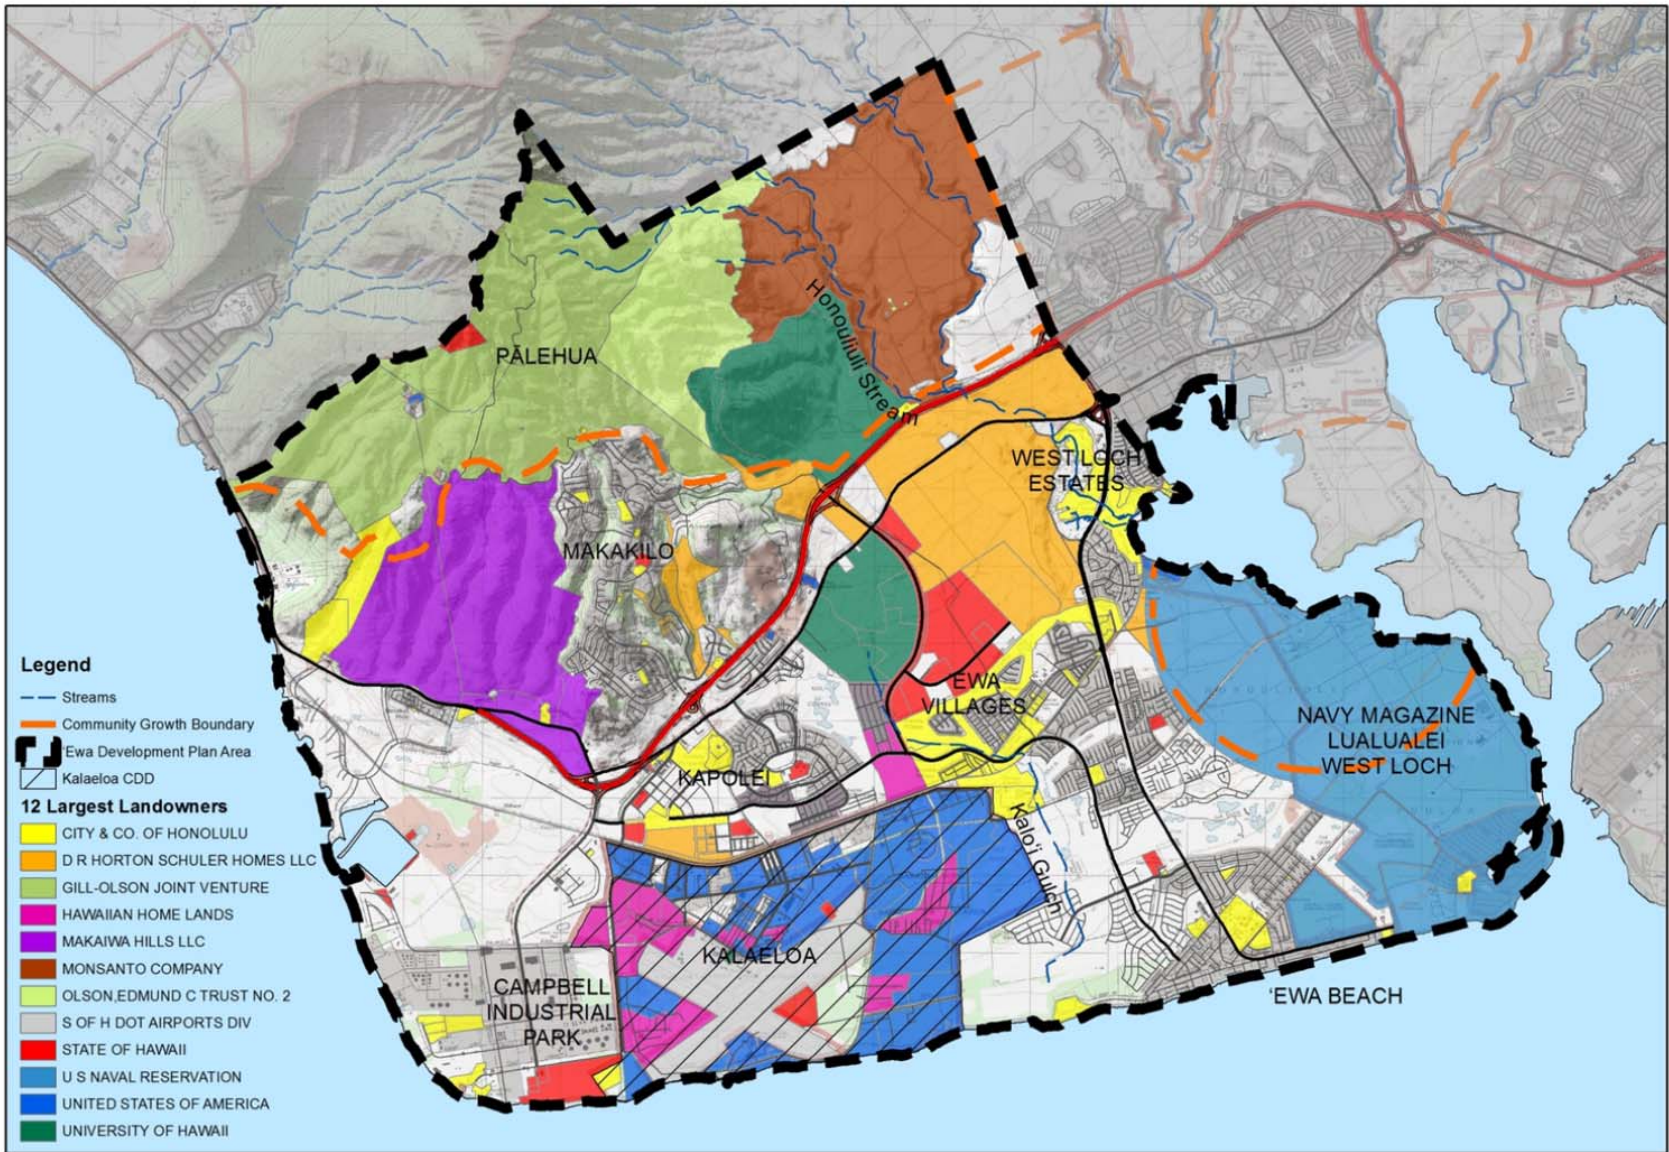 PĀLEHUA
Honouliuli Stream
WEST LOCH
ESTATES
MAKAKILO
EWA
VILLAGES
NAVY MAGAZINE
LUALUALEI
WEST LOCH
KAPOLEI
Kalo'i Gulch
KALAELOA
CAMPBELL
INDUSTRIAL
PARK
'EWA BEACH
Legend
Streams
Community Growth Boundary
'Ewa Development Plan Area
Kalaeloa CDD
12 Largest Landowners
CITY & CO. OF HONOLULU
D R HORTON SCHULER HOMES LLC
GILL-OLSON JOINT VENTURE
HAWAIIAN HOME LANDS
MAKAIWA HILLS LLC
MONSANTO COMPANY
OLSON,EDMUND C TRUST NO. 2
S OF H DOT AIRPORTS DIV
STATE OF HAWAII
U S NAVAL RESERVATION
UNITED STATES OF AMERICA
UNIVERSITY OF HAWAII